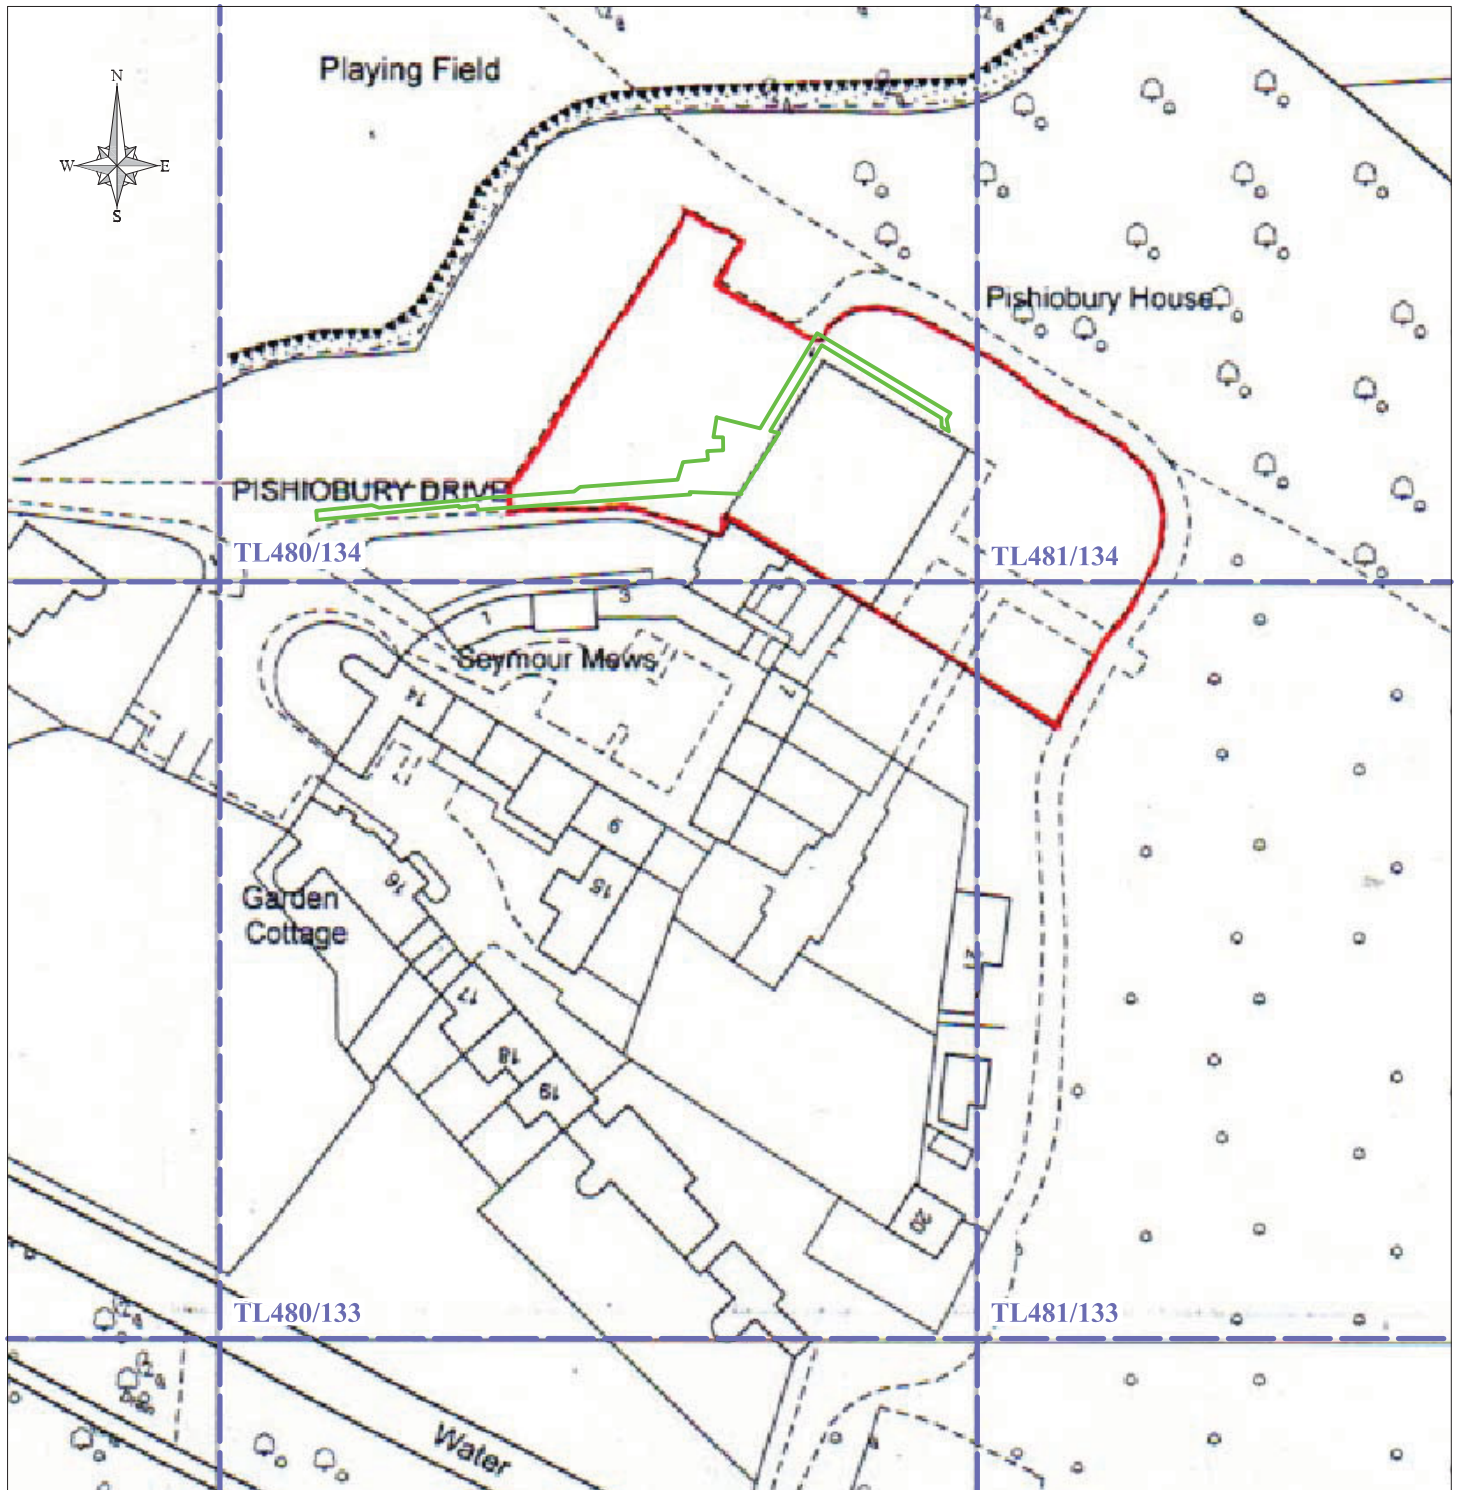 Playing Field
N
W
E
S
Pishiobury House
PISHIOBURY DRIVE
TL480/134
TL481/134
1
3
Seymour Mews
14
9
15
16
Garden
Cottage
17
18
19
20
TL480/133
TL481/133
Water